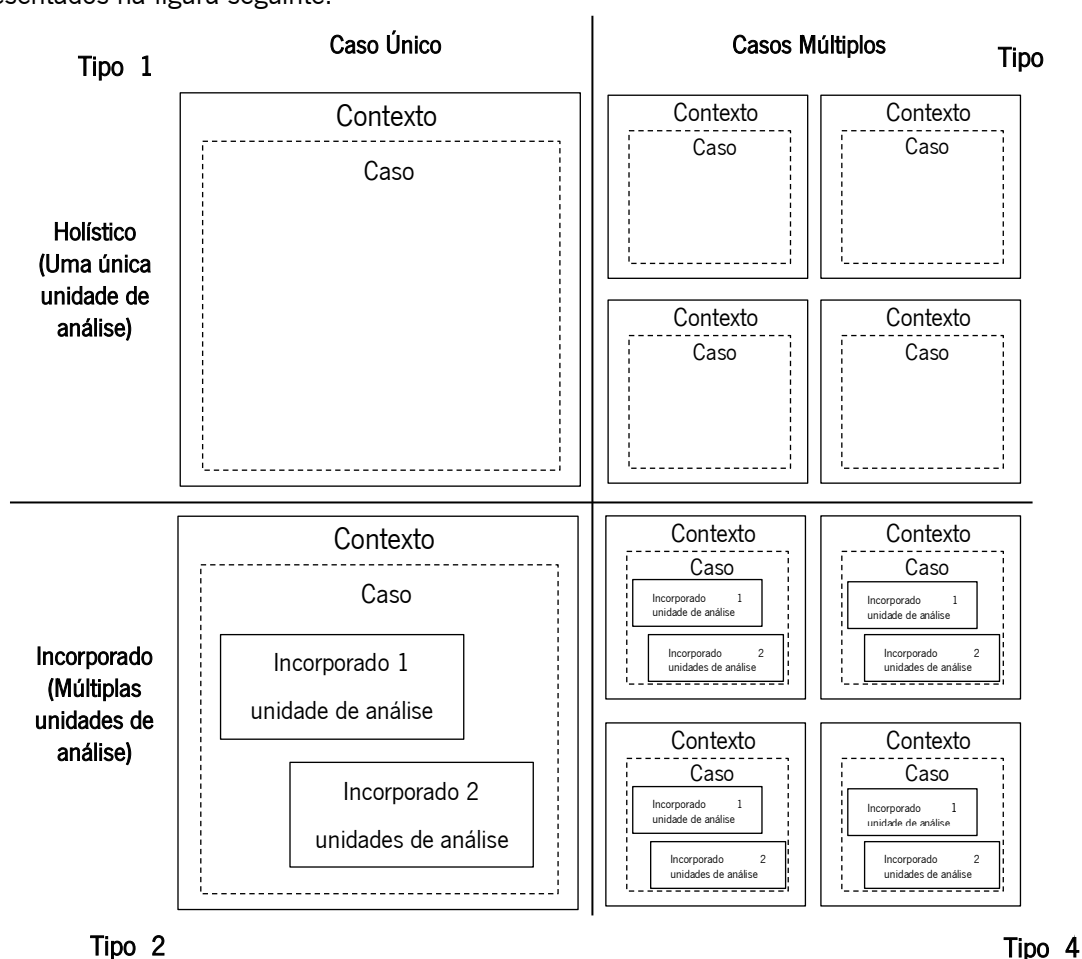 apresentados na figura seguinte.
Caso Único
Casos Múltiplos
Tipo 1
Tipo
Contexto
Caso
Contexto
Caso
Contexto
Caso
Holístico
(Uma única
unidade de
análise)
Contexto
Caso
Contexto
Caso
Contexto
Caso
Incorporado 1
unidade de análise
Incorporado 2
unidades de análise
Contexto
Caso
Incorporado 1
unidade de análise
Incorporado 2
unidades de análise
Contexto
Caso
Incorporado 1
unidade de análise
Incorporado 2
unidades de análise
Incorporado
(Múltiplas
unidades de
análise)
Contexto
Caso
Incorporado 1
unidade de análise
Incorporado 2
unidades de análise
Contexto
Caso
Incorporado 1
unidade de análise
Incorporado 2
unidades de análise
Tipo 2
Tipo 4